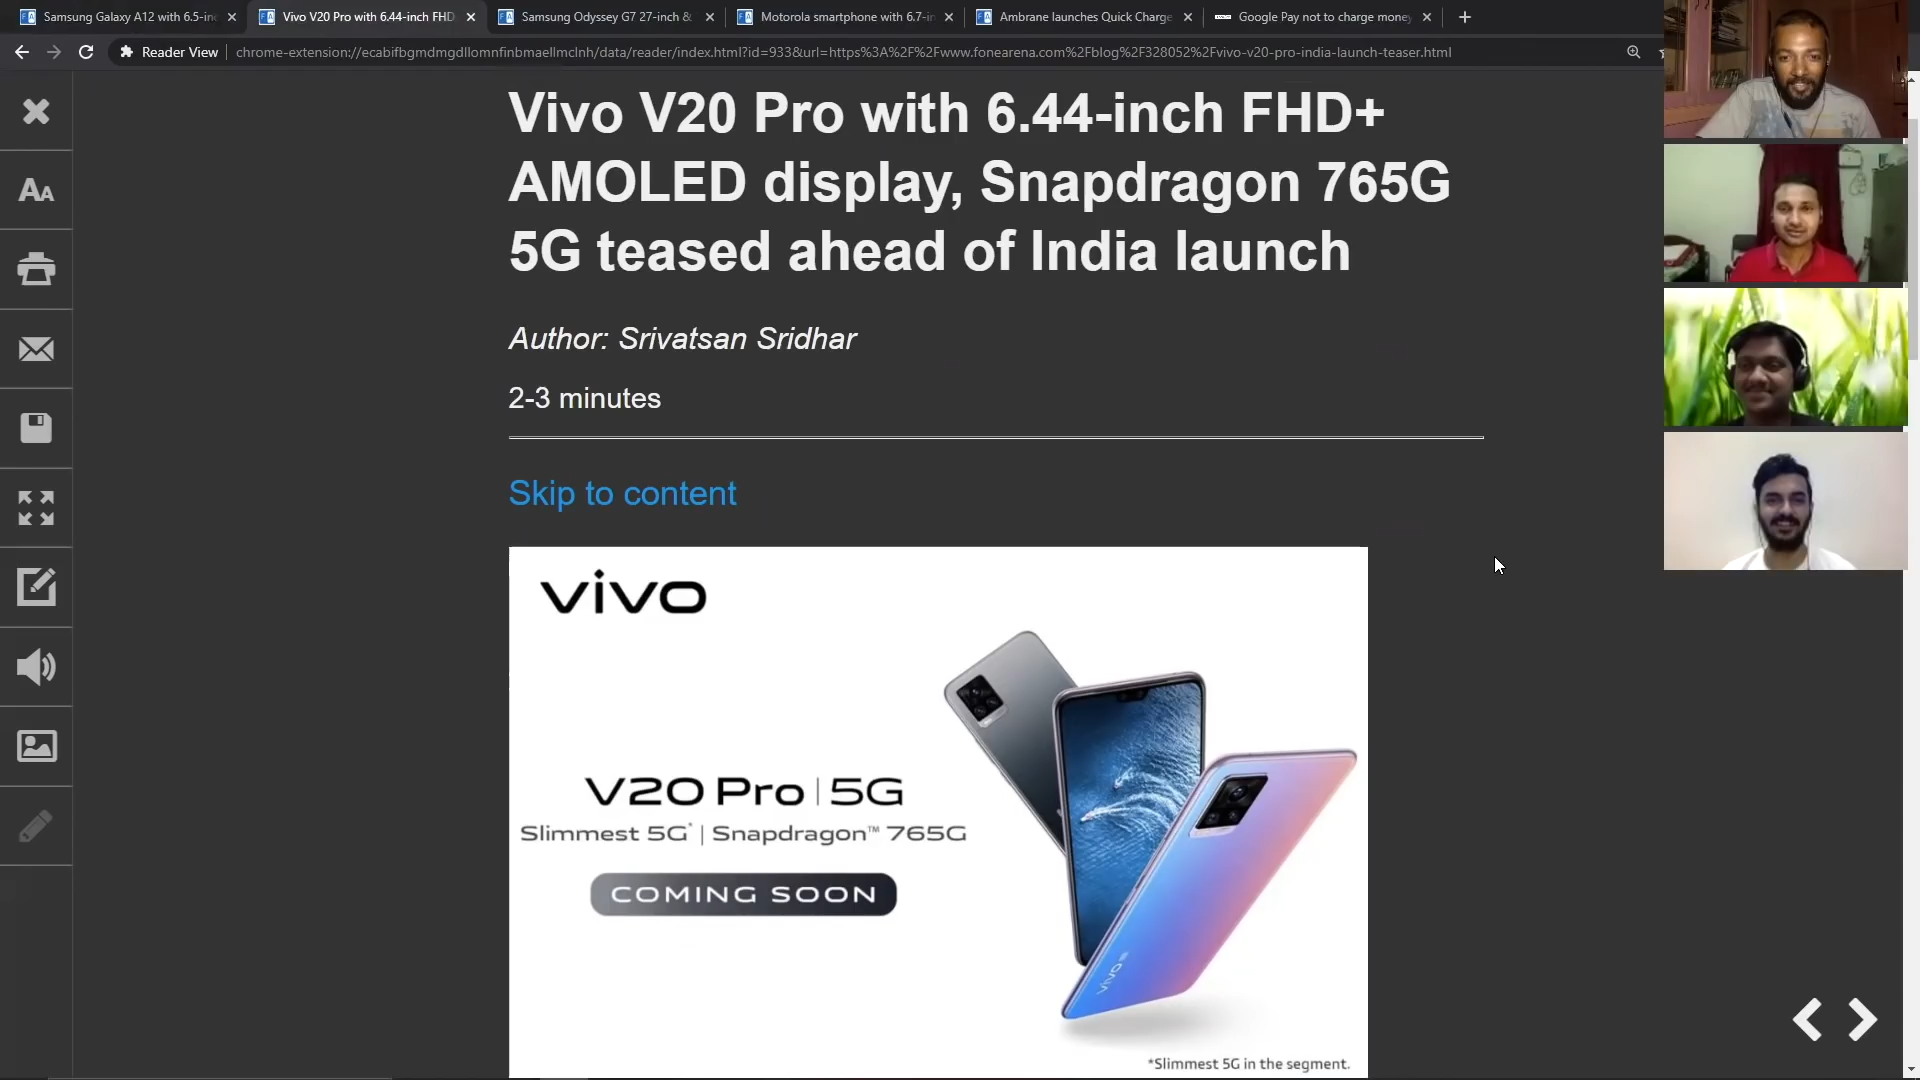 Samsung Galaxy A12 with 6.5-in
Vivo V20 Pro with 6.44-inch FHD
Samsung Odyssey G7 27-inch &
Motorola smartphone with 6.7-in
Ambrane launches Quick Charge
Google Pay not to charge money
Reader View
chrome-extension://ecabifbgmdmgdllomnfinbmaellmclnh/data/reader/index.html?id=933&url=https%3A%2F%2Fwww.fonearena.com%2Fblog%2F328052%2Fvivo-v20-pro-india-launch-teaser.html
Vivo V20 Pro with 6.44-inch FHD+
AMOLED display, Snapdragon 765G
5G teased ahead of India launch
Author: Srivatsan Sridhar
2-3 minutes
Skip to content
vivo
V20 Pro | 5G
Slimmest 5G* | Snapdragon™ 765G
COMING SOON
vivo
*Slimmest 5G in the segment.
AA